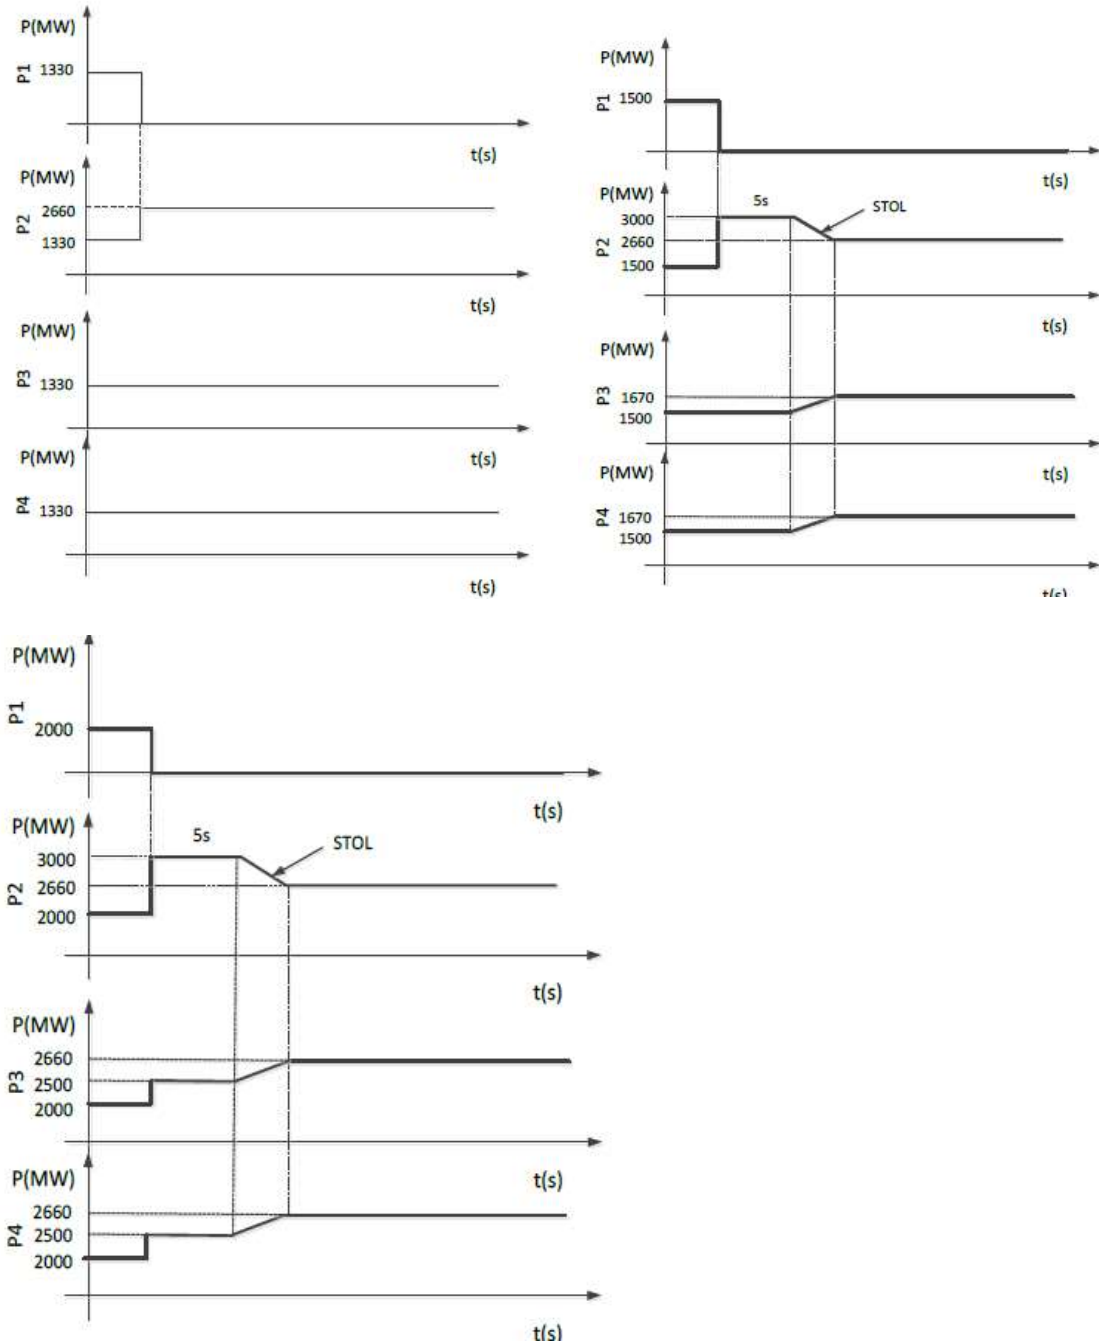 P(MW)
P1
1330
t(s)
P(MW)
P2
2660
1330
t(s)
P(MW)
P3
1330
t(s)
P(MW)
P4
1330
t(s)
P(MW)
P1
1500
t(s)
P(MW)
P2
3000
5s
STOL
2660
1500
t(s)
P(MW)
P3
1670
1500
t(s)
P(MW)
P4
1670
1500
t(s)
P(MW)
P1
2000
t(s)
P(MW)
P2
5s
STOL
3000
2660
2000
t(s)
P(MW)
P3
2660
2500
2000
t(s)
P(MW)
P4
2660
2500
2000
t(s)